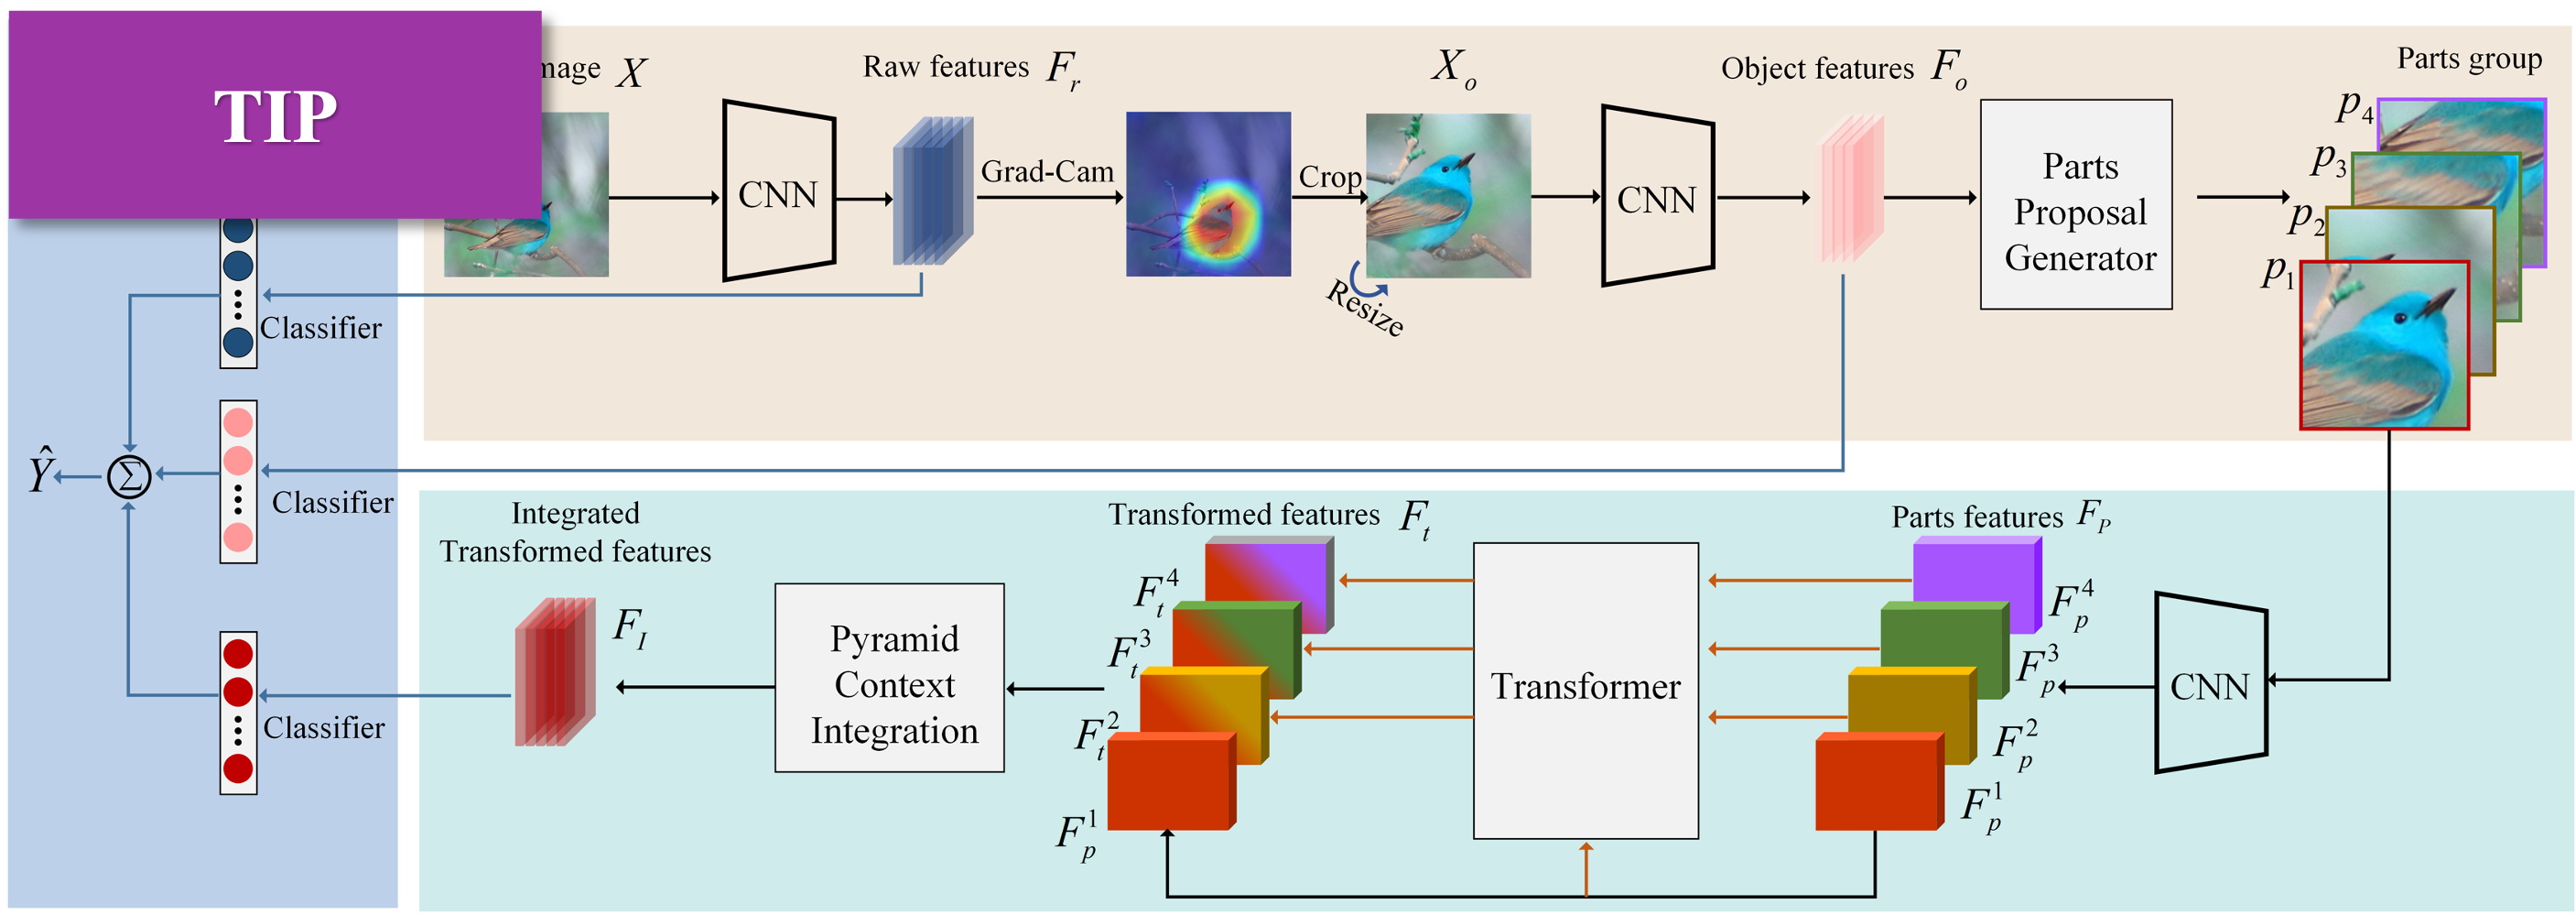 TIP
mage X
Raw features F_r
X_o
Object features F_o
Parts group
CNN
Grad-Cam
Crop
Resize
CNN
Parts
Proposal
Generator
p_4
p_3
p_2
p_1
Classifier
Ŷ
Σ
Classifier
Classifier
Integrated
Transformed features
F_I
Pyramid
Context
Integration
Transformed features F_t
F_t^4
F_t^3
F_t^2
F_p^1
Transformer
Parts features F_P
F_p^4
F_p^3
F_p^2
F_p^1
CNN